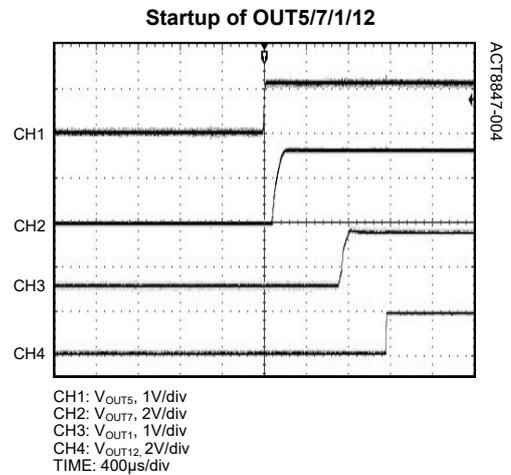 Startup of OUT5/7/1/12
ACT8847-004
CH1
CH2
CH3
CH4
CH1: VOUT5, 1V/div
CH2: VOUT7, 2V/div
CH3: VOUT1, 1V/div
CH4: VOUT12, 2V/div
TIME: 400µs/div